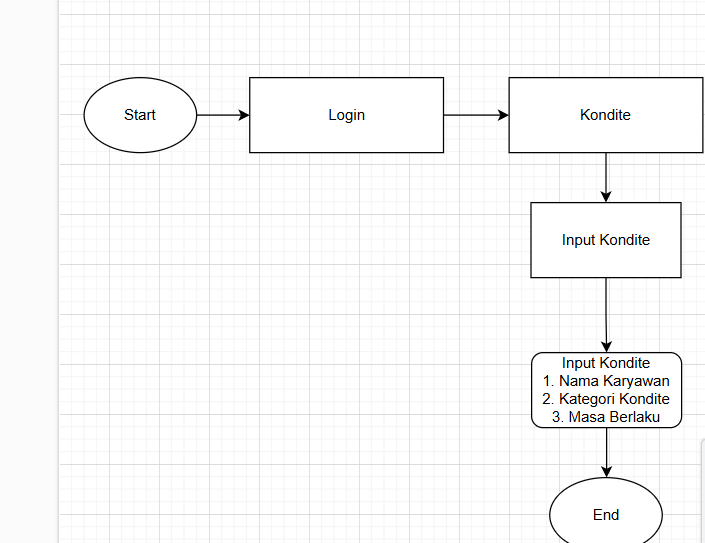 Start
Login
Kondite
Input Kondite
Input Kondite
1. Nama Karyawan
2. Kategori Kondite
3. Masa Berlaku
End